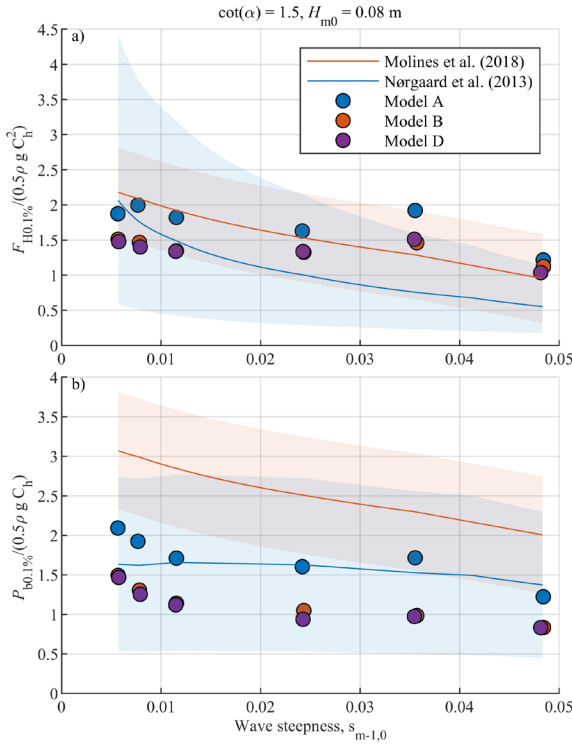 cot(α) = 1.5, Hm0 = 0.08 m
a)
Molines et al. (2018)
Nørgaard et al. (2013)
Model A
Model B
Model D
4.5
4
3.5
3
2.5
2
1.5
1
0.5
0
FH0.1%/(0.5ρ g Ch²)
0 0.01 0.02 0.03 0.04 0.05
b)
4
3.5
3
2.5
2
1.5
1
0.5
0
Pb0.1%/(0.5ρ g Ch)
0 0.01 0.02 0.03 0.04 0.05
Wave steepness, sm-1,0